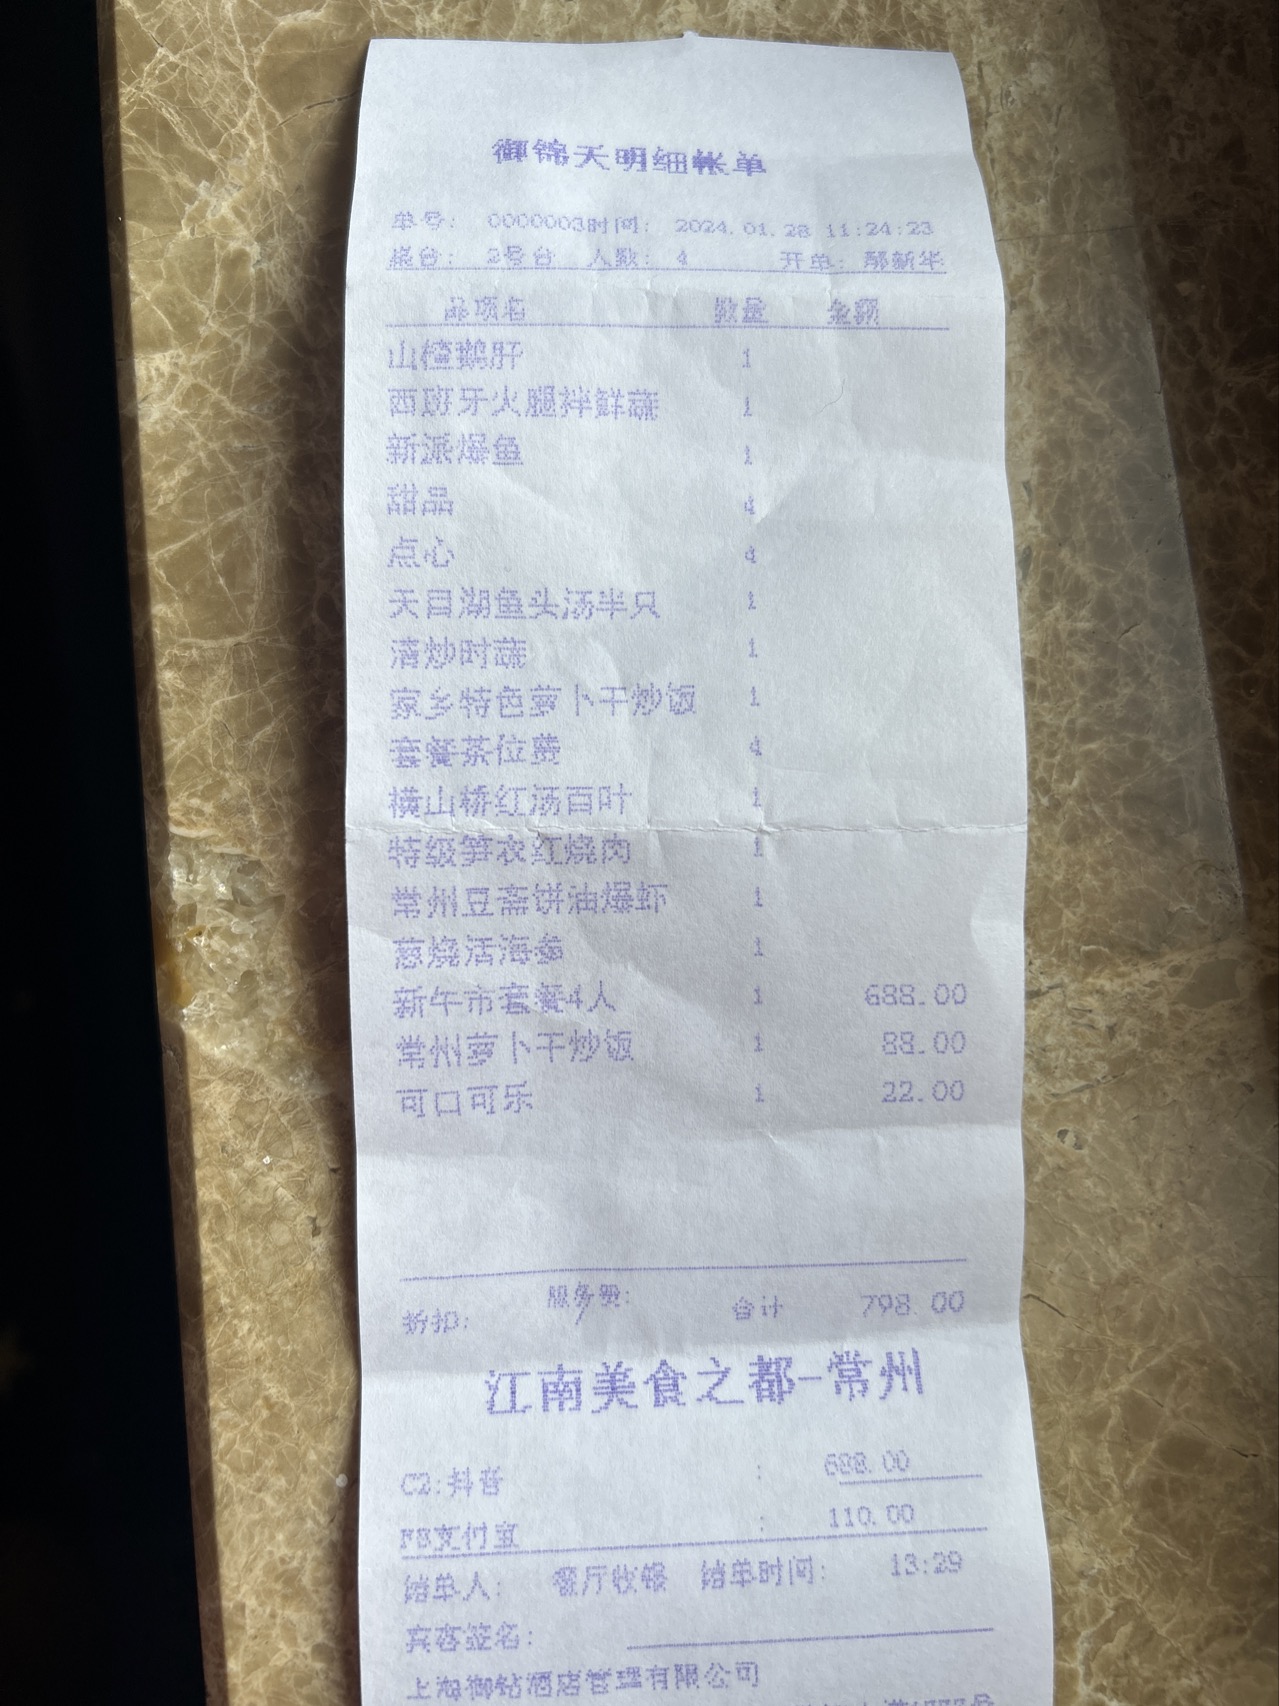 御锦天明细帐单
单号: 0000003时间: 2024.01.28 11:24:23
餐台: 2号台 人数: 4 开单: 郭新华
品项名 数量 金额
山楂鹅肝 1
西班牙火腿拌鲜蔬 1
新派爆鱼 1
甜品 4
点心 4
天目湖鱼头汤半只 1
清炒时蔬 1
家乡特色萝卜干炒饭 1
套餐茶位费 4
横山桥红汤百叶 1
特级笋衣红烧肉 1
常州豆斋饼油爆虾 1
葱烧活海参 1
新午市套餐4人 1 688.00
常州萝卜干炒饭 1 88.00
可口可乐 1 22.00
服务费:
折扣: 合计 798.00
江南美食之都-常州
C2:抖音 : 688.00
F8支付宝 : 110.00
结单人: 餐厅收银 结单时间: 13:29
宾客签名:
上海御钻酒店管理有限公司